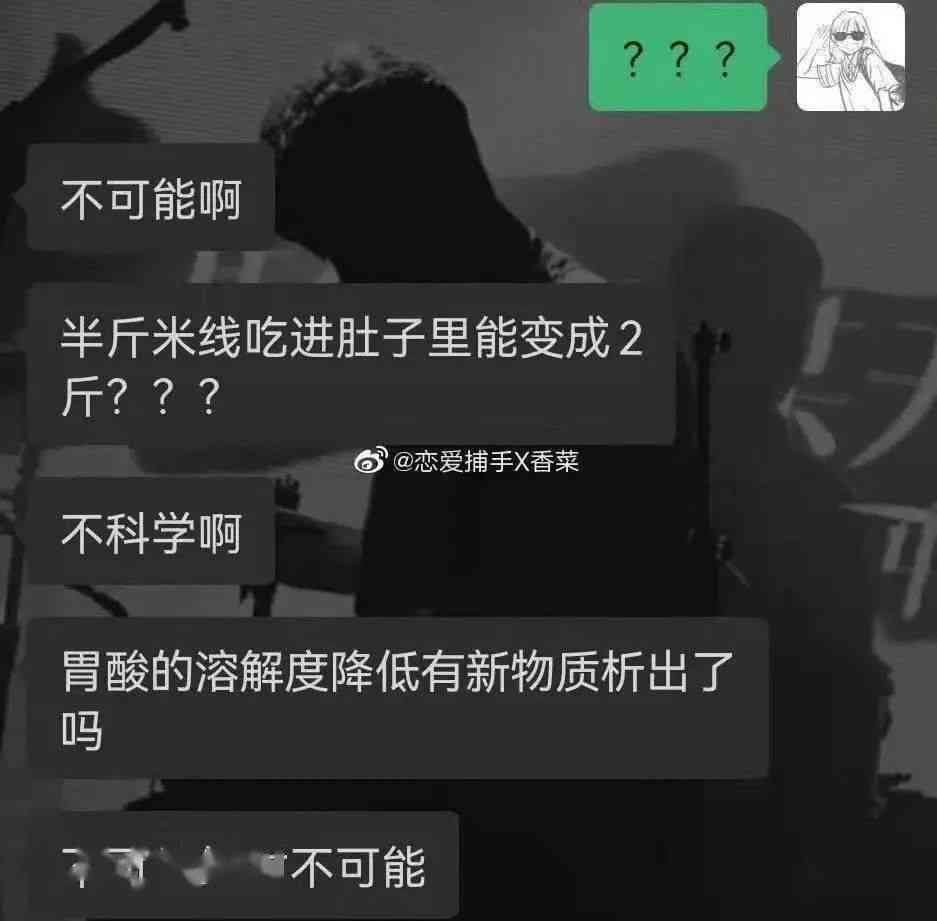 ？？？
不可能啊
半斤米线吃进肚子里能变成2
斤？？？
@恋爱捕手X香菜
不科学啊
胃酸的溶解度降低有新物质析出了
吗
不可能